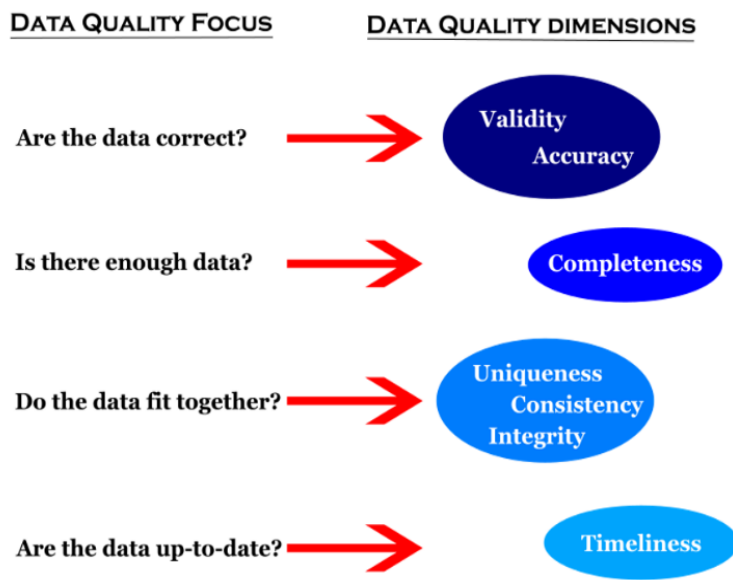 Data Quality Focus
Data Quality dimensions
Are the data correct?
Validity
Accuracy
Is there enough data?
Completeness
Do the data fit together?
Uniqueness
Consistency
Integrity
Are the data up-to-date?
Timeliness